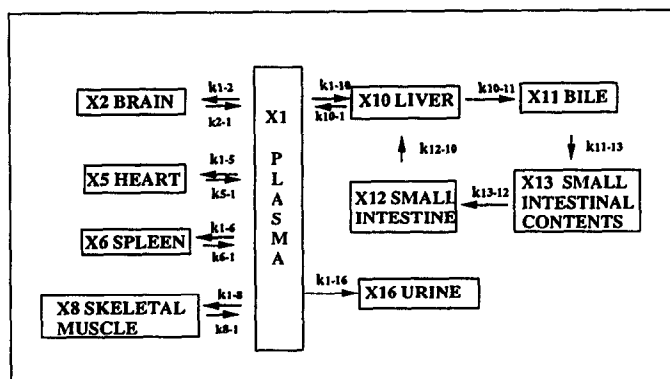 k1-2
X2 BRAIN
k2-1
k1-5
X5 HEART
k5-1
k1-6
X6 SPLEEN
k6-1
k1-8
X8 SKELETAL
MUSCLE
k8-1
X1
P
L
A
S
M
A
k1-10
X10 LIVER
k10-1
k10-11
X11 BILE
k11-13
k12-10
X12 SMALL
INTESTINE
k13-12
X13 SMALL
INTESTINAL
CONTENTS
k1-16
X16 URINE